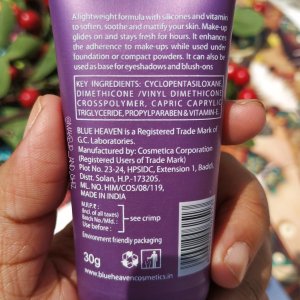 A lightweight formula with silicones and vitamin
to soften, soothe and mattify your skin. Make-up
glides on and stays fresh for hours. It enhances
the adherence to make-ups while used under
foundation or compact powders. It can also be
used as base for eyeshadows and blush-ons
KEY INGREDIENTS: CYCLOPENTASILOXANE,
DIMETHICONE / VINYL DIMETHICONE
CROSSPOLYMER, CAPRIC CAPRYLIC
TRIGLYCERIDE, PROPYLPARABEN & VITAMIN-E.
BLUE HEAVEN is a Registered Trade Mark of
G.C. Laboratories.
Manufactured by: Cosmetica Corporation
(Registered Users of Trade Mark)
Plot No. 23-24, HPSIDC, Extension 1, Baddi,
Distt. Solan, H.P.-173205.
ML NO. HIM/COS/08/119,
MADE IN INDIA
M.R.P.₹ :
(Incl. of all taxes)
Batch No./Mfd. :
Use before :
see crimp
Environment friendly packaging
30g
www.blueheavencosmetics.in